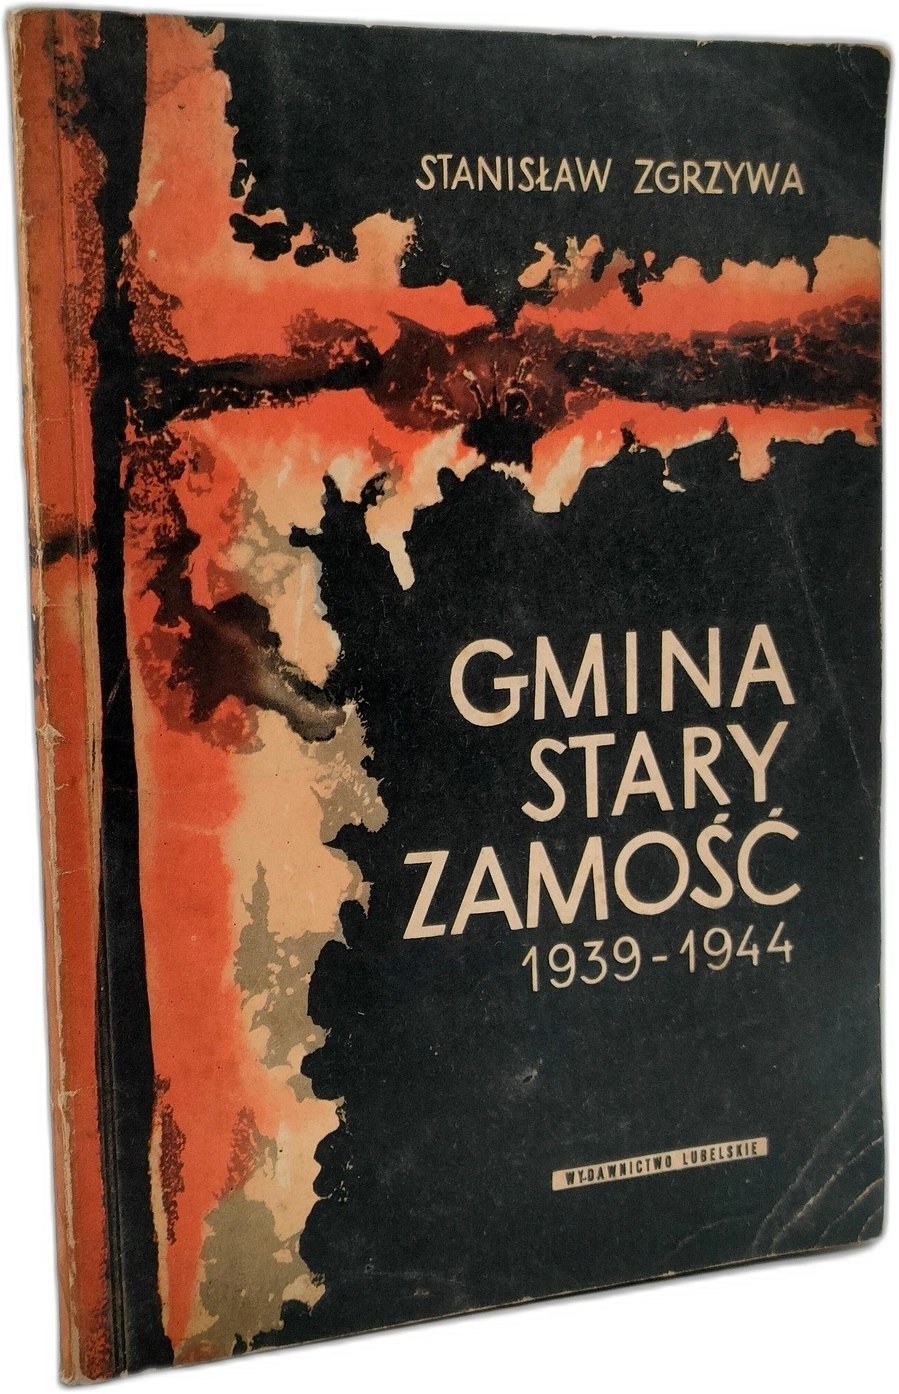 STANISŁAW ZGRZYWA
GMINA
STARY
ZAMOŚĆ
1939-1944
WYDAWNICTWO LUBELSKIE